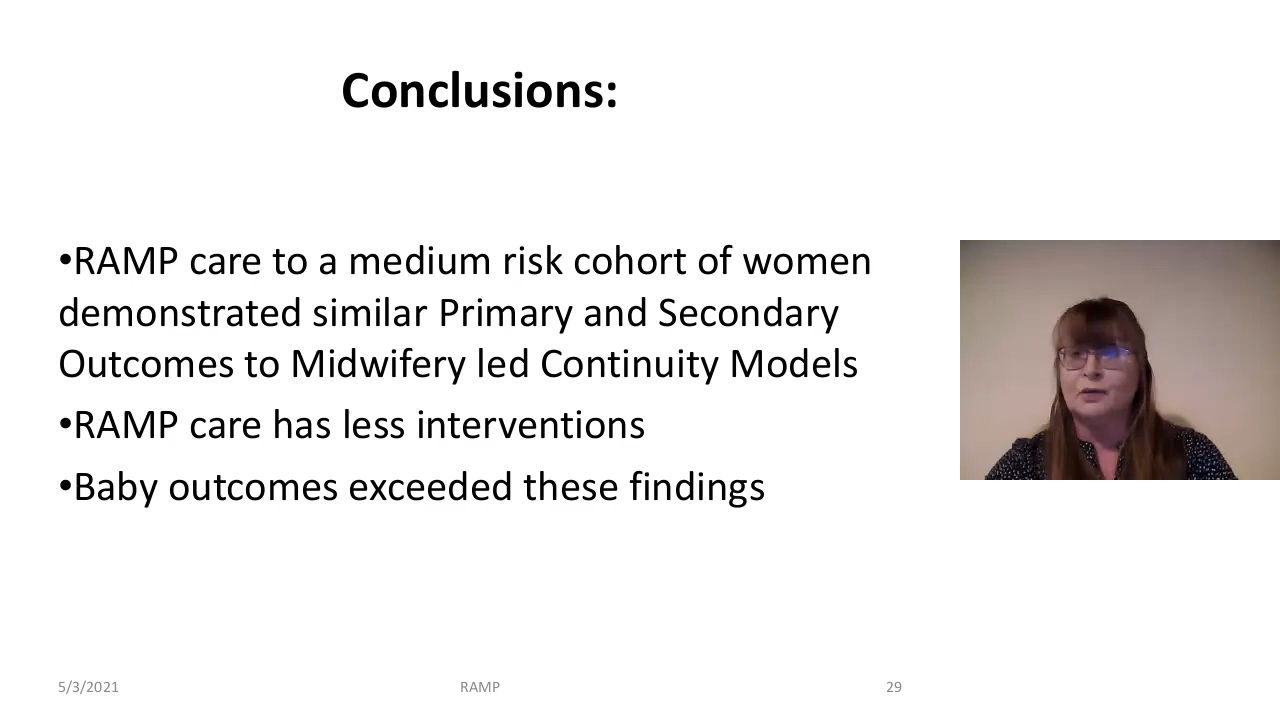 Conclusions:
•RAMP care to a medium risk cohort of women
demonstrated similar Primary and Secondary
Outcomes to Midwifery led Continuity Models
•RAMP care has less interventions
•Baby outcomes exceeded these findings
5/3/2021
RAMP
29